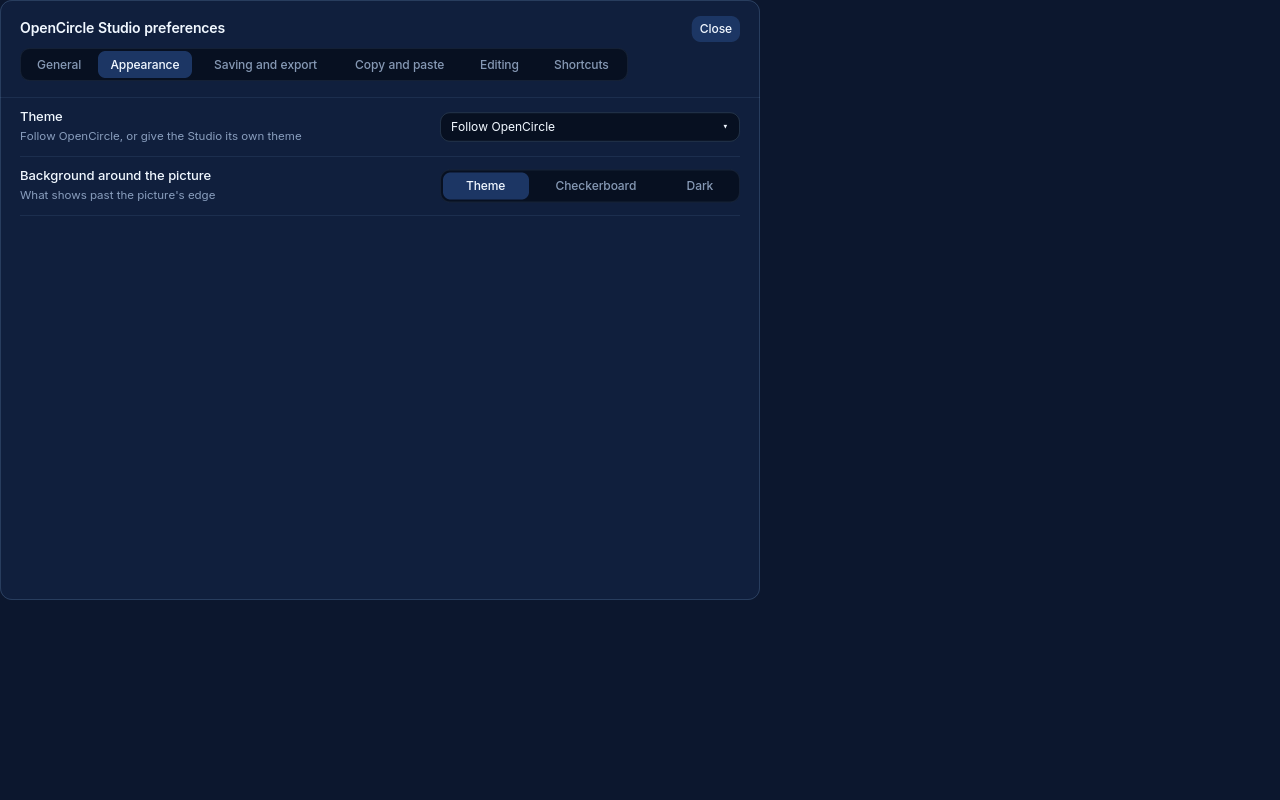 OpenCircle Studio preferences
Close
General Appearance Saving and export Copy and paste Editing Shortcuts
Theme
Follow OpenCircle, or give the Studio its own theme
Follow OpenCircle
Background around the picture
What shows past the picture's edge
Theme Checkerboard Dark